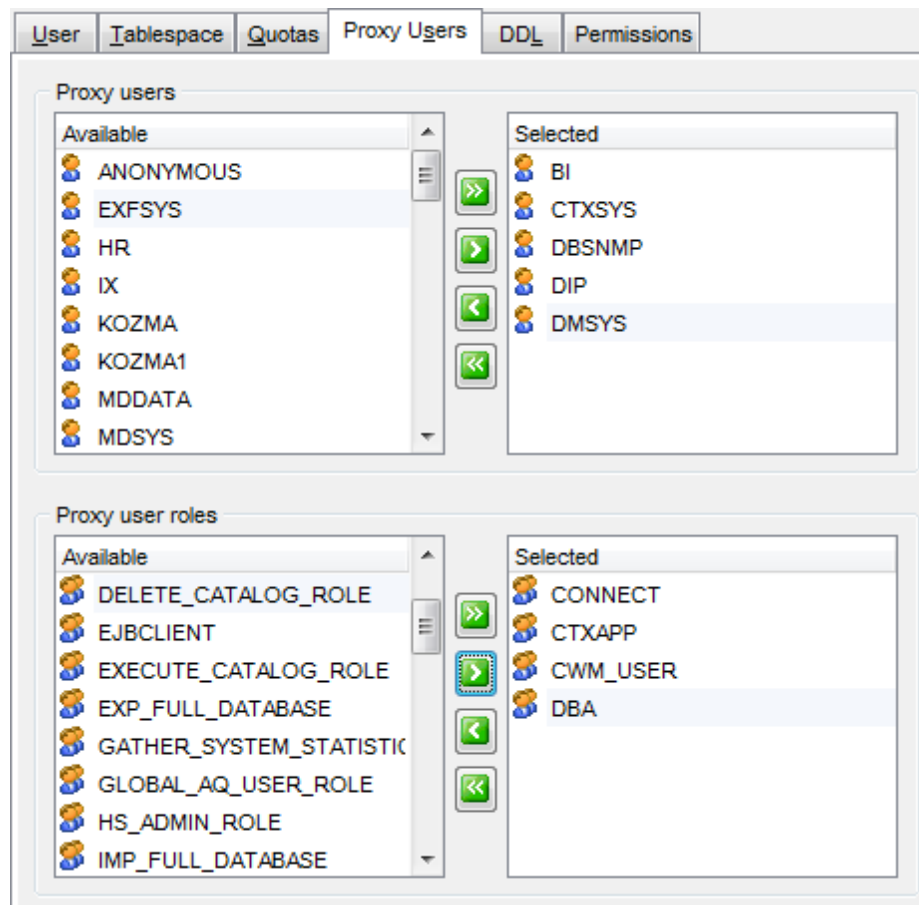 User Tablespace Quotas Proxy Users DDL Permissions
Proxy users
Available
ANONYMOUS
EXFSYS
HR
IX
KOZMA
KOZMA1
MDDATA
MDSYS
Selected
BI
CTXSYS
DBSNMP
DIP
DMSYS
Proxy user roles
Available
DELETE_CATALOG_ROLE
EJBCLIENT
EXECUTE_CATALOG_ROLE
EXP_FULL_DATABASE
GATHER_SYSTEM_STATISTIC
GLOBAL_AQ_USER_ROLE
HS_ADMIN_ROLE
IMP_FULL_DATABASE
Selected
CONNECT
CTXAPP
CWM_USER
DBA